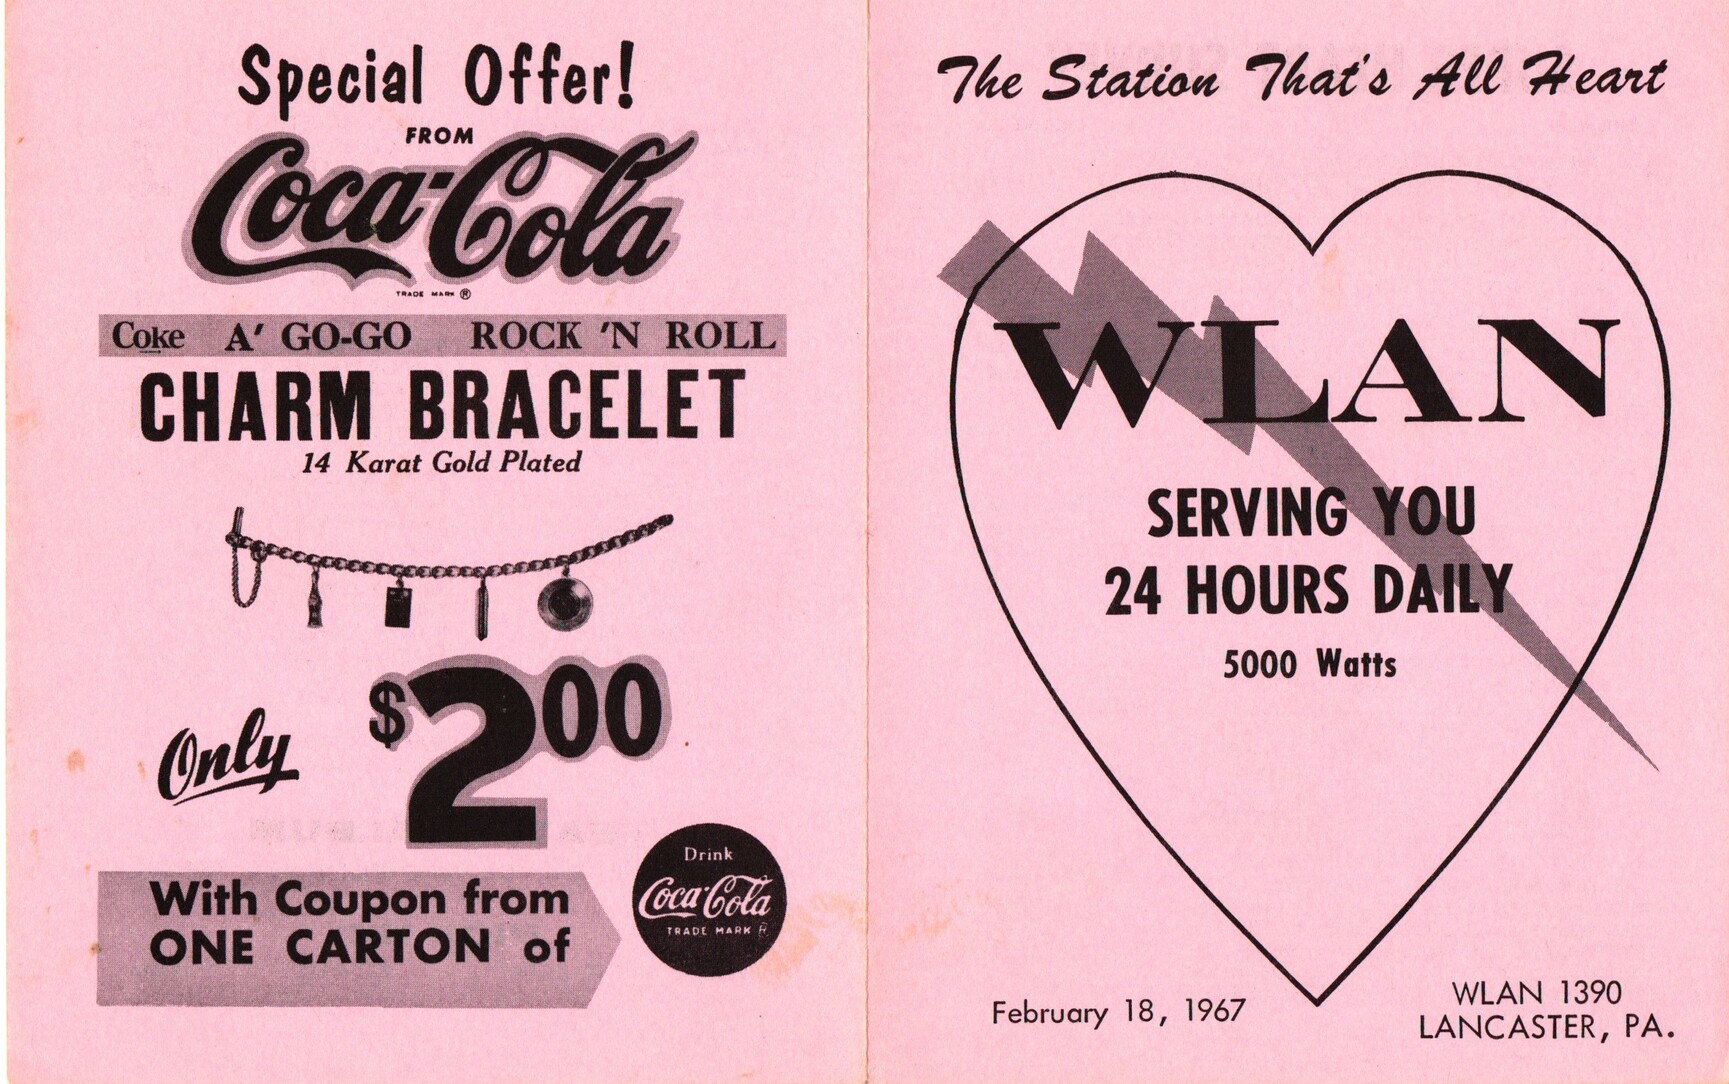 Special Offer!
FROM
Coca-Cola
TRADE MARK ®
Coke A' GO-GO ROCK 'N ROLL
CHARM BRACELET
14 Karat Gold Plated
Only $2.00
With Coupon from
ONE CARTON of
Drink
Coca-Cola
TRADE MARK R
The Station That's All Heart
WLAN
SERVING YOU
24 HOURS DAILY
5000 Watts
February 18, 1967
WLAN 1390
LANCASTER, PA.